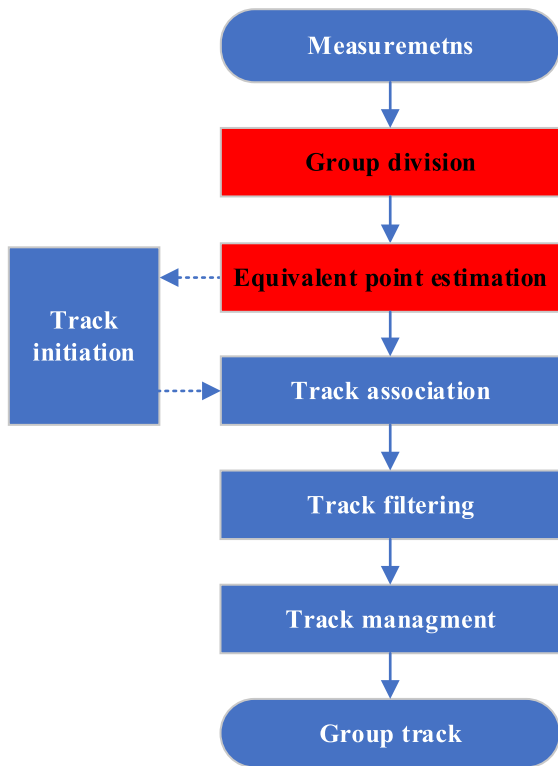 Measuremetns
Group division
Equivalent point estimation
Track
initiation
Track association
Track filtering
Track managment
Group track